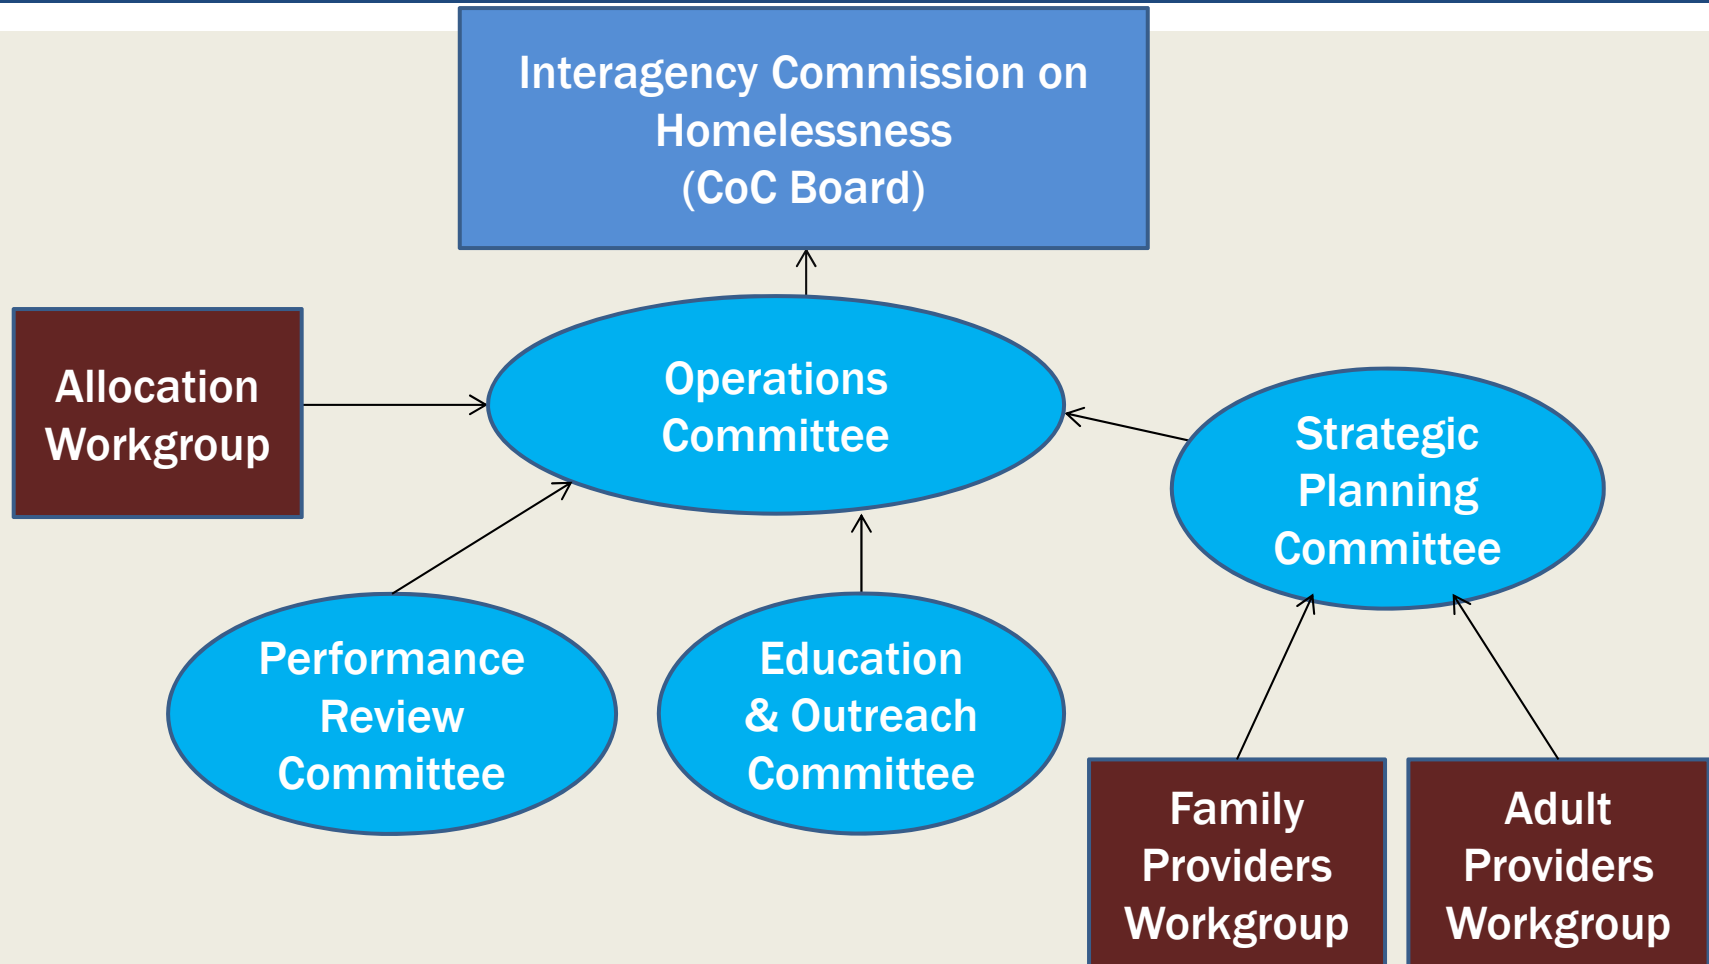 Interagency Commission on
Homelessness
(CoC Board)
Allocation
Workgroup
Operations
Committee
Strategic
Planning
Committee
Performance
Review
Committee
Education
& Outreach
Committee
Family
Providers
Workgroup
Adult
Providers
Workgroup